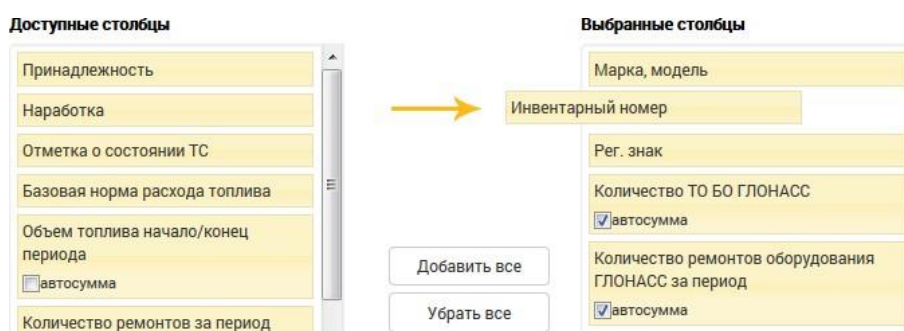 Доступные столбцы
Принадлежность
Наработка
Отметка о состоянии ТС
Базовая норма расхода топлива
Объем топлива начало/конец
периода
автосумма
Количество ремонтов за период
Добавить все
Убрать все
Выбранные столбцы
Марка, модель
Инвентарный номер
Рег. знак
Количество ТО БО ГЛОНАСС
автосумма
Количество ремонтов оборудования
ГЛОНАСС за период
автосумма